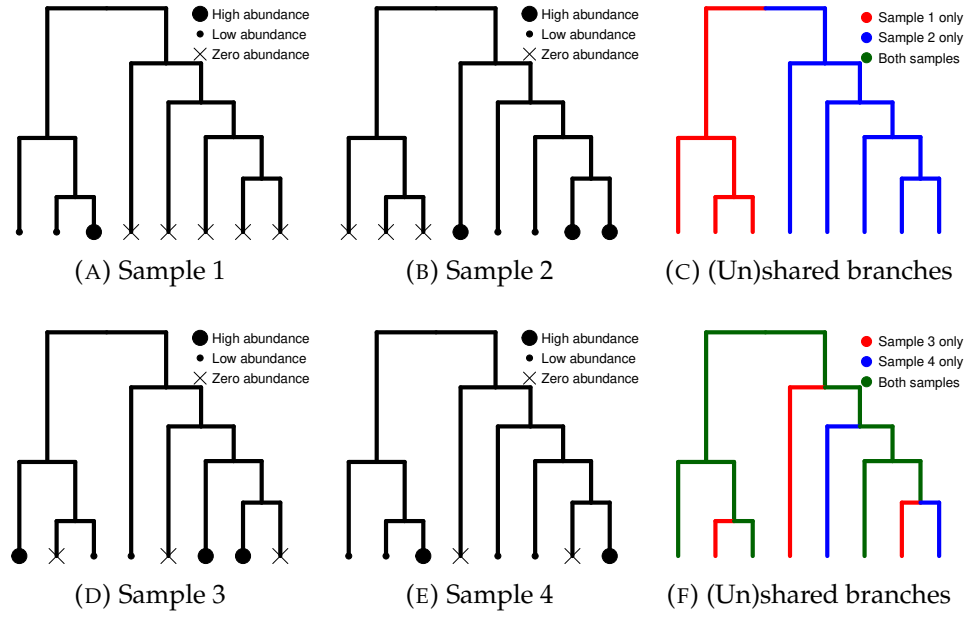 High abundance
Low abundance
Zero abundance
High abundance
Low abundance
Zero abundance
Sample 1 only
Sample 2 only
Both samples
(A) Sample 1
(B) Sample 2
(C) (Un)shared branches
High abundance
Low abundance
Zero abundance
High abundance
Low abundance
Zero abundance
Sample 3 only
Sample 4 only
Both samples
(D) Sample 3
(E) Sample 4
(F) (Un)shared branches